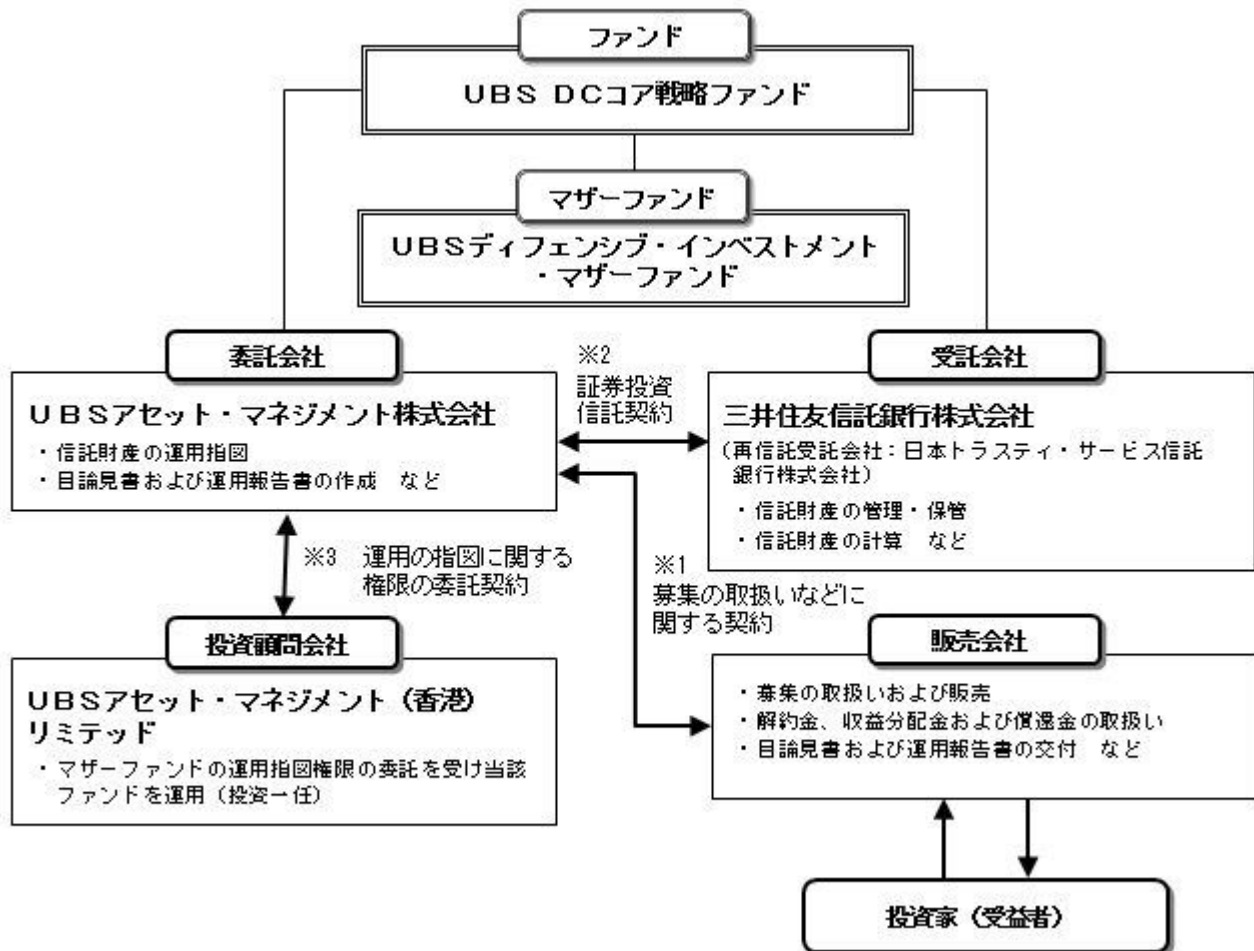 ファンド
UBS DCコア戦略ファンド
マザーファンド
UBSディフェンシブ・インベストメント
・マザーファンド
委託会社
UBSアセット・マネジメント株式会社
・信託財産の運用指図
・目論見書および運用報告書の作成 など
※2
証券投資
信託契約
受託会社
三井住友信託銀行株式会社
(再信託受託会社：日本トラスティ・サービス信託
銀行株式会社)
・信託財産の管理・保管
・信託財産の計算 など
※3 運用の指図に関する
権限の委託契約
※1
募集の取扱いなどに
関する契約
投資顧問会社
UBSアセット・マネジメント（香港）
リミテッド
・マザーファンドの運用指図権限の委託を受け当該
ファンドを運用（投資一任）
販売会社
・募集の取扱いおよび販売
・解約金、収益分配金および償還金の取扱い
・目論見書および運用報告書の交付 など
投資家（受益者）